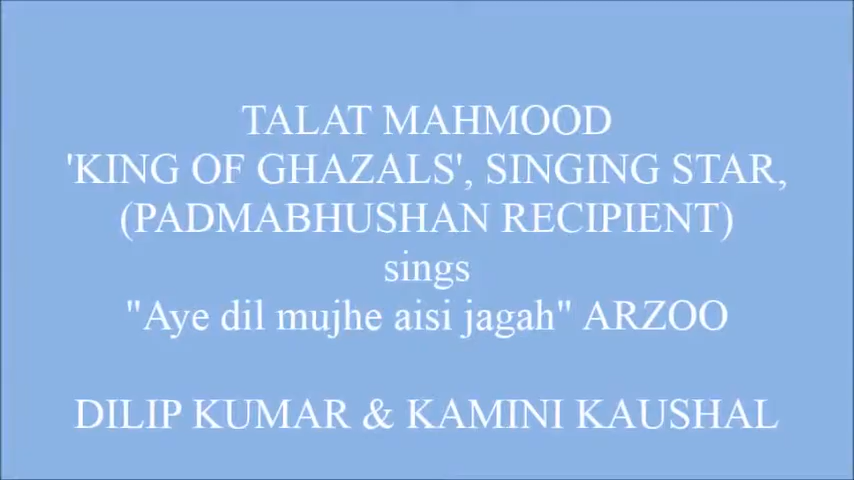 TALAT MAHMOOD
'KING OF GHAZALS', SINGING STAR,
(PADMABHUSHAN RECIPIENT)
sings
"Aye dil mujhe aisi jagah" ARZOO
DILIP KUMAR & KAMINI KAUSHAL